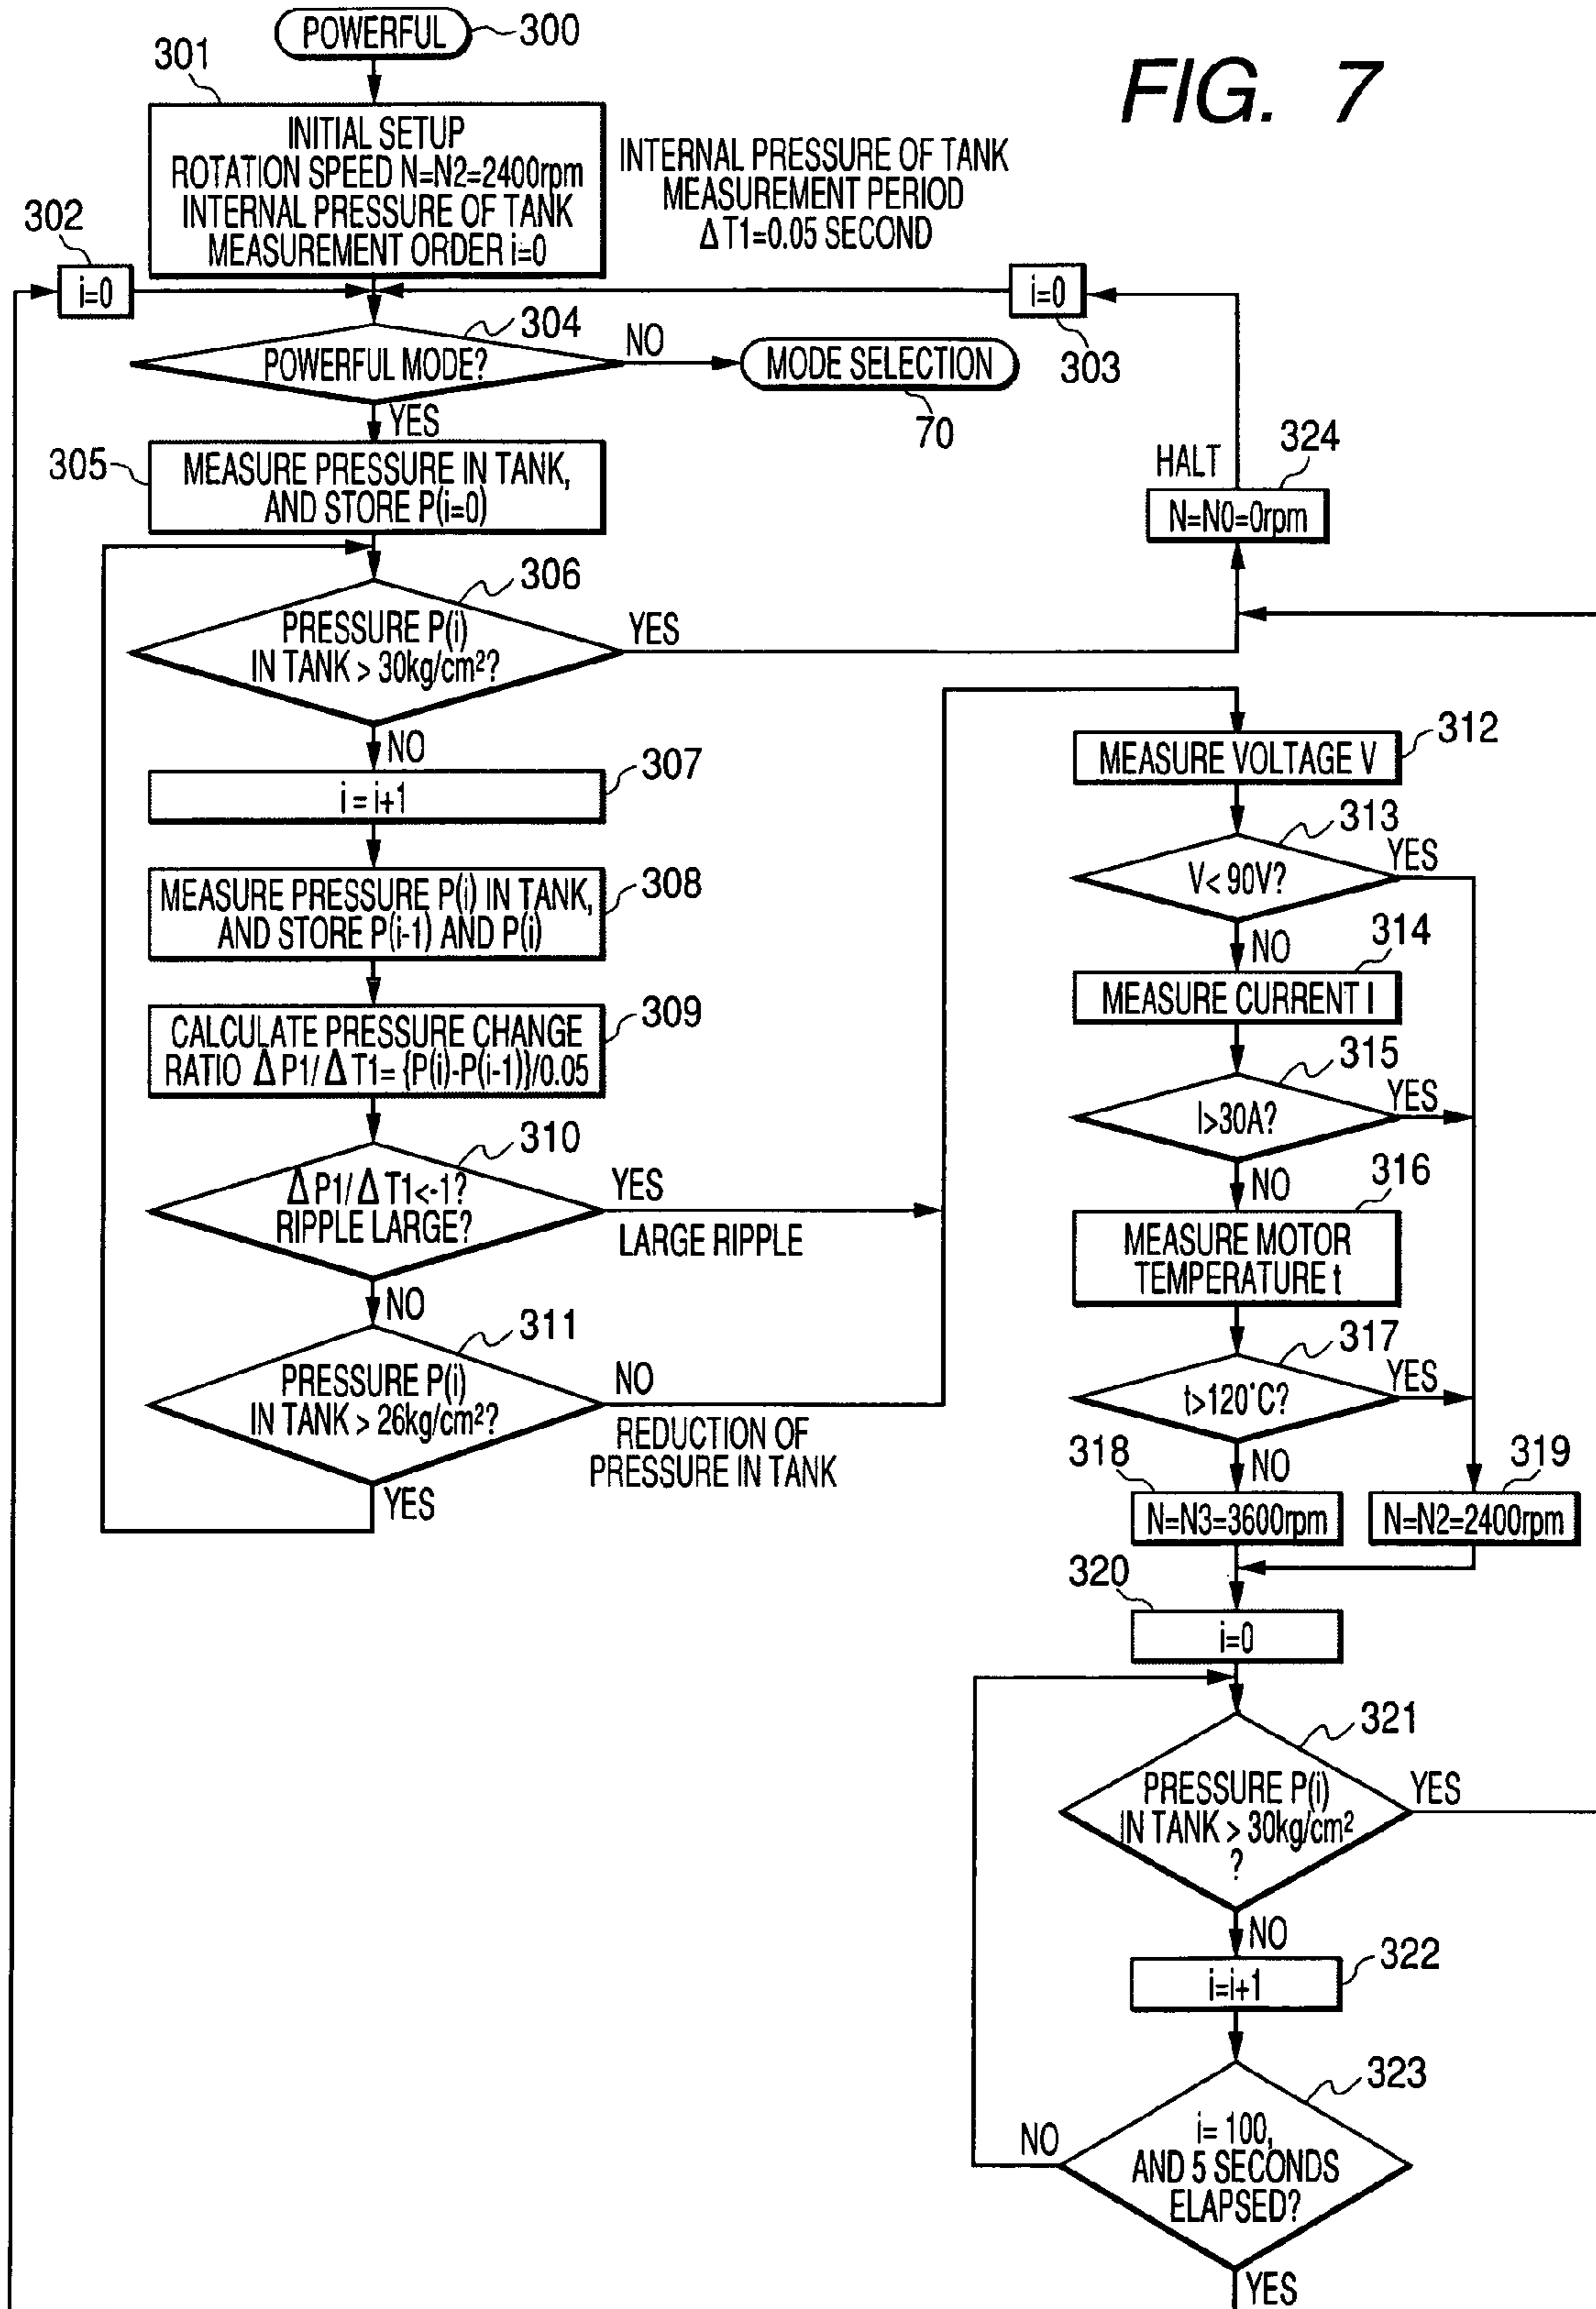 FIG. 7
POWERFUL
300
301
INITIAL SETUP
ROTATION SPEED N=N2=2400rpm
INTERNAL PRESSURE OF TANK
MEASUREMENT ORDER i=0
INTERNAL PRESSURE OF TANK
MEASUREMENT PERIOD
ΔT1=0.05 SECOND
302
i=0
i=0
303
304
POWERFUL MODE?
NO
MODE SELECTION
70
YES
305
MEASURE PRESSURE IN TANK,
AND STORE P(i=0)
HALT
324
N=N0=0rpm
306
PRESSURE P(i)
IN TANK > 30kg/cm²?
YES
NO
307
i = i+1
308
MEASURE PRESSURE P(i) IN TANK,
AND STORE P(i-1) AND P(i)
309
CALCULATE PRESSURE CHANGE
RATIO ΔP1/ΔT1= {P(i)-P(i-1)}/0.05
310
ΔP1/ΔT1<-1?
RIPPLE LARGE?
YES
LARGE RIPPLE
NO
311
PRESSURE P(i)
IN TANK > 26kg/cm²?
NO
REDUCTION OF
PRESSURE IN TANK
YES
312
MEASURE VOLTAGE V
313
V< 90V?
YES
NO
314
MEASURE CURRENT I
315
I>30A?
YES
NO
316
MEASURE MOTOR
TEMPERATURE t
317
t>120°C?
YES
NO
318
N=N3=3600rpm
319
N=N2=2400rpm
320
i=0
321
PRESSURE P(i)
IN TANK > 30kg/cm²
?
YES
NO
322
i=i+1
323
i= 100,
AND 5 SECONDS
ELAPSED?
NO
YES